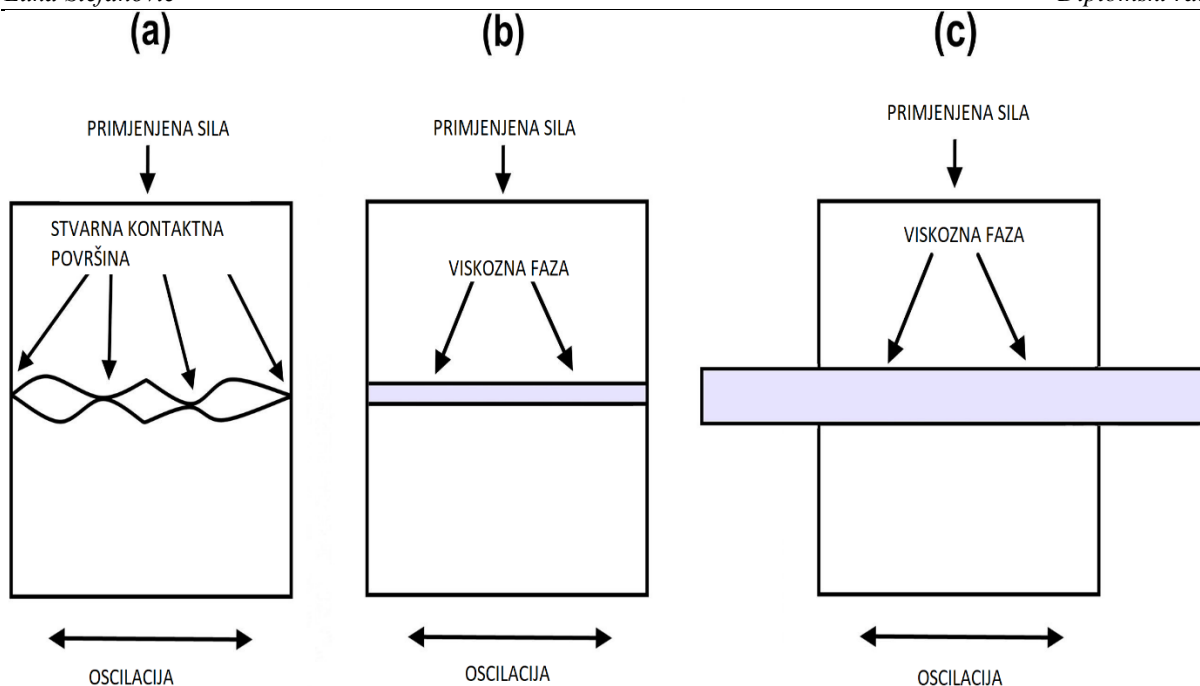 (a)
PRIMJENJENA SILA
STVARNA KONTAKTNA
POVRŠINA
OSCILACIJA
(b)
PRIMJENJENA SILA
VISKOZNA FAZA
OSCILACIJA
(c)
PRIMJENJENA SILA
VISKOZNA FAZA
OSCILACIJA